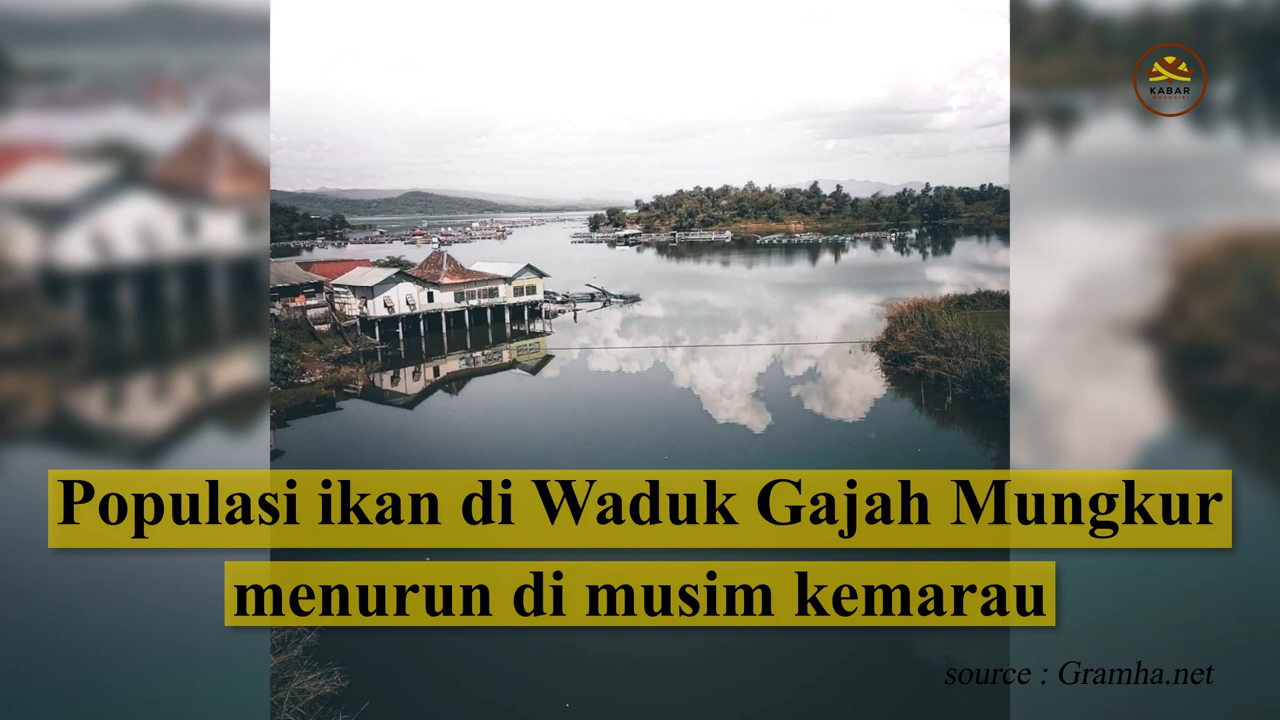 KABAR
Populasi ikan di Waduk Gajah Mungkur
menurun di musim kemarau
source : Gramha.net